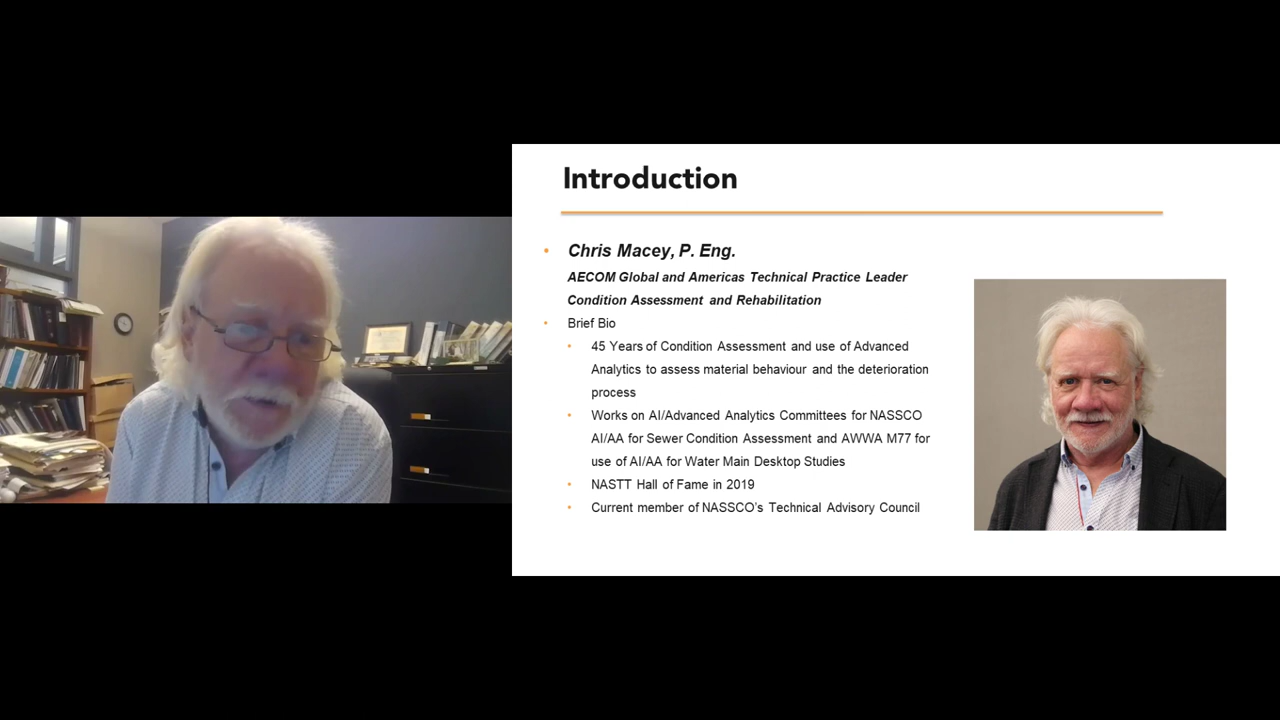 Introduction
• Chris Macey, P. Eng.
AECOM Global and Americas Technical Practice Leader
Condition Assessment and Rehabilitation
• Brief Bio
• 45 Years of Condition Assessment and use of Advanced
Analytics to assess material behaviour and the deterioration
process
• Works on AI/Advanced Analytics Committees for NASSCO
AI/AA for Sewer Condition Assessment and AWWA M77 for
use of AI/AA for Water Main Desktop Studies
• NASTT Hall of Fame in 2019
• Current member of NASSCO's Technical Advisory Council